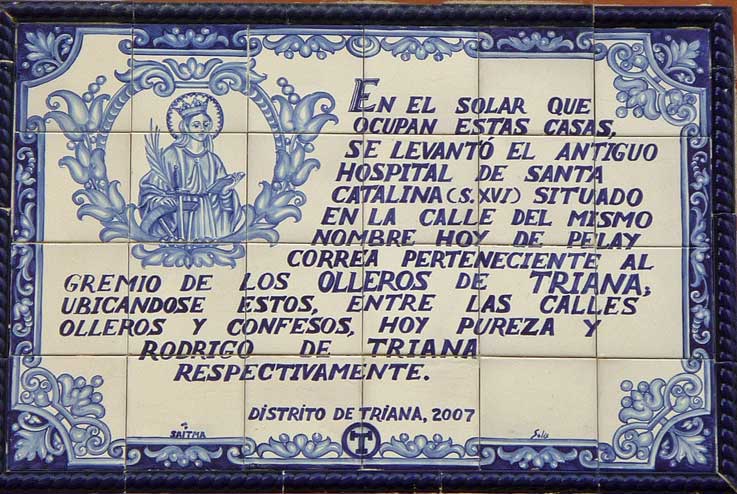 EN EL SOLAR QUE
OCUPAN ESTAS CASAS,
SE LEVANTÓ EL ANTIGUO
HOSPITAL DE SANTA
CATALINA (S. XVI) SITUADO
EN LA CALLE DEL MISMO
NOMBRE HOY DE PELAY
CORREA PERTENECIENTE AL
GREMIO DE LOS OLLEROS DE TRIANA,
UBICANDOSE ESTOS, ENTRE LAS CALLES
OLLEROS Y CONFESOS, HOY PUREZA Y
RODRIGO DE TRIANA
RESPECTIVAMENTE.
DISTRITO DE TRIANA, 2007
SAITMA
T
Solis